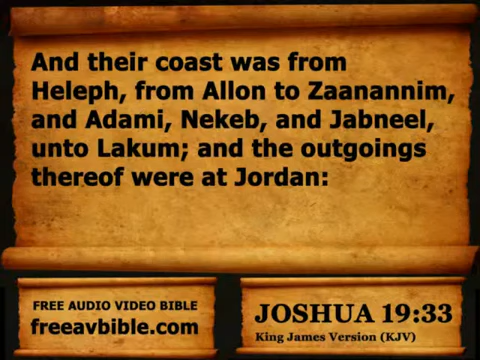 And their coast was from
Heleph, from Allon to Zaanannim,
and Adami, Nekeb, and Jabneel,
unto Lakum; and the outgoings
thereof were at Jordan:
FREE AUDIO VIDEO BIBLE
freeavbible.com
JOSHUA 19:33
King James Version (KJV)